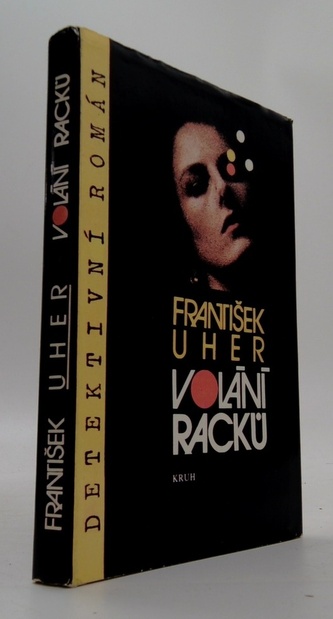 FRANTIŠEK UHER VOLÁNÍ RACKŮ
DETEKTIVNÍ ROMÁN
FRANTIŠEK
UHER
VOLÁNÍ
RACKŮ
KRUH